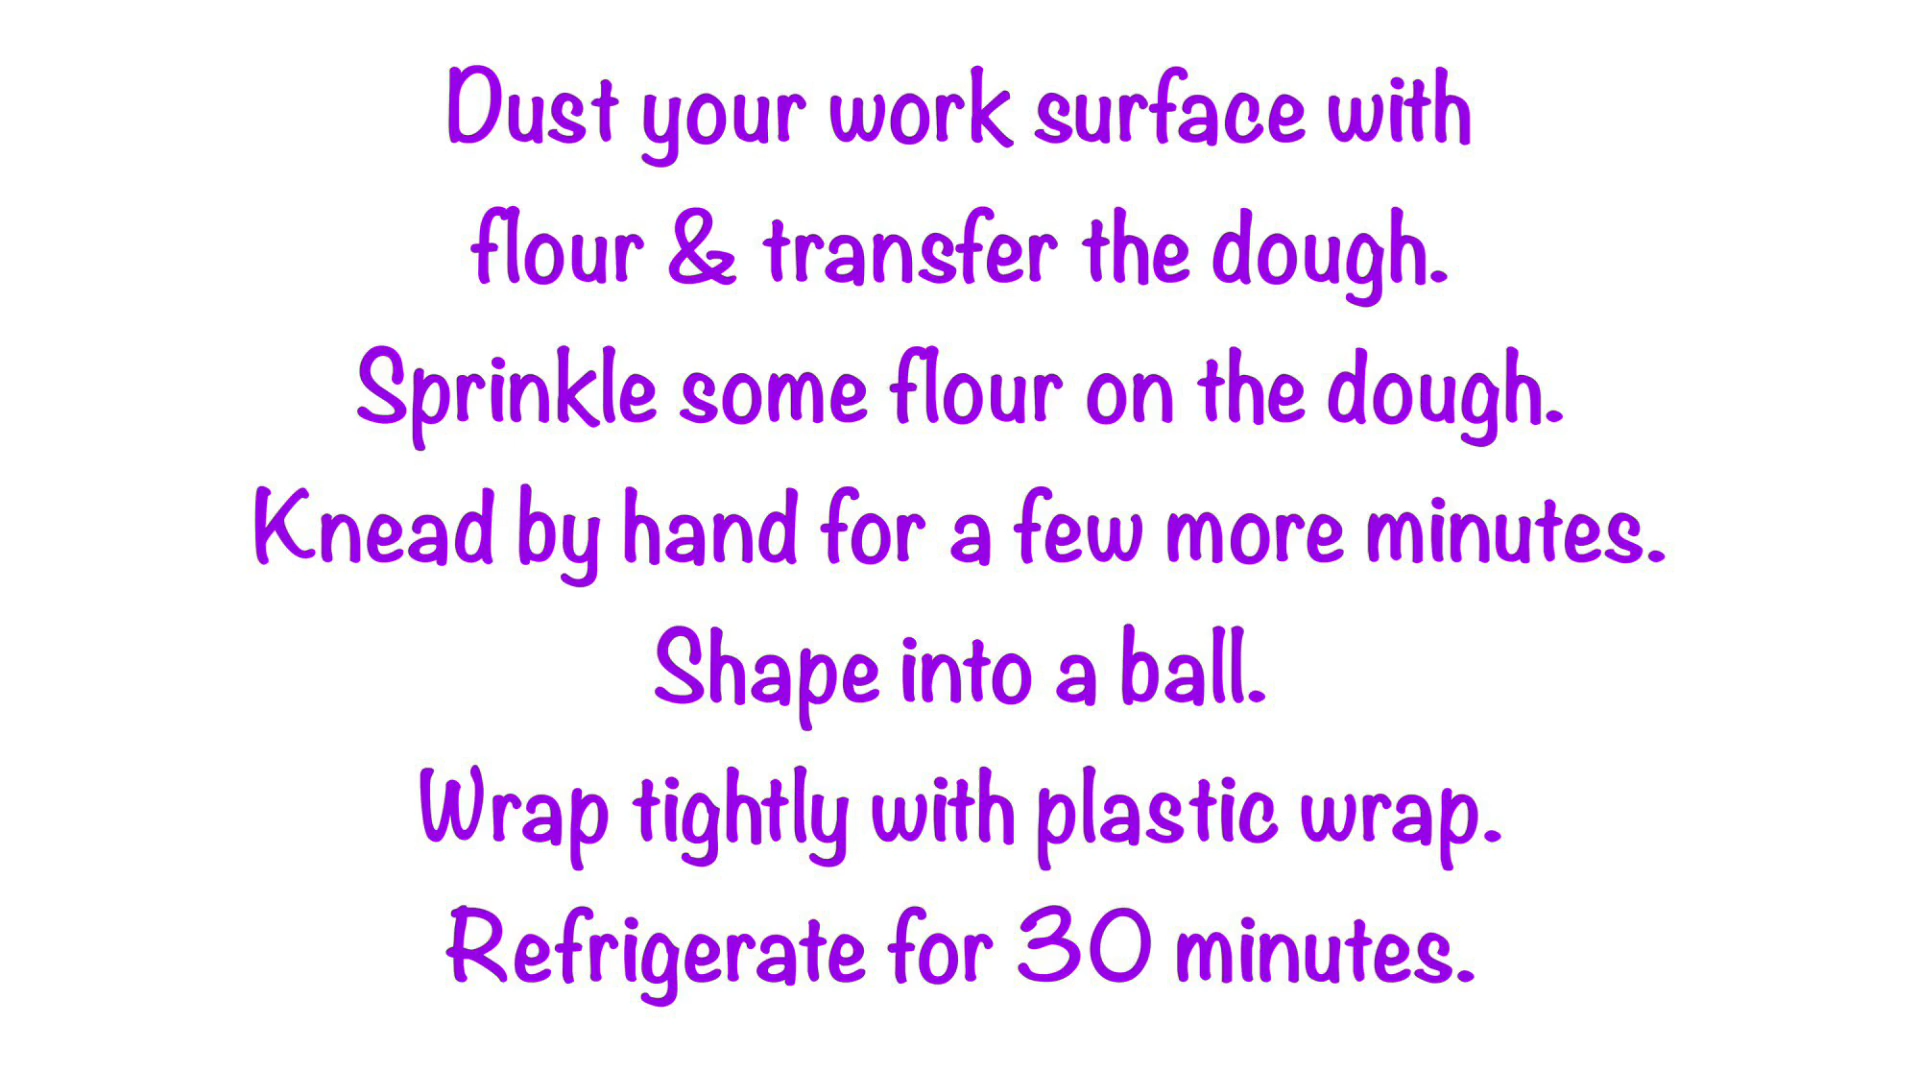 Dust your work surface with
flour & transfer the dough.
Sprinkle some flour on the dough.
Knead by hand for a few more minutes.
Shape into a ball.
Wrap tightly with plastic wrap.
Refrigerate for 30 minutes.